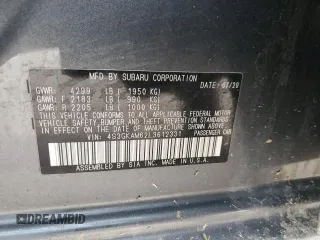 MFD BY SUBARU CORPORATION DATE: 01/20
GVWR: 4299 LB ( 1950 KG)
GAWR: F 2183 LB ( 990 KG)
GAWR: R 2205 LB ( 1000 KG)
THIS VEHICLE CONFORMS TO ALL APPLICABLE FEDERAL MOTOR
VEHICLE SAFETY, BUMPER AND THEFT PREVENTION STANDARDS
IN EFFECT ON THE DATE OF MANUFACTURE SHOWN ABOVE.
VIN: 4S3GKAM62L3612331 PASSENGER CAR
ASSEMBLED BY SIA INC. MADE IN U.S.A.
DREAMBID